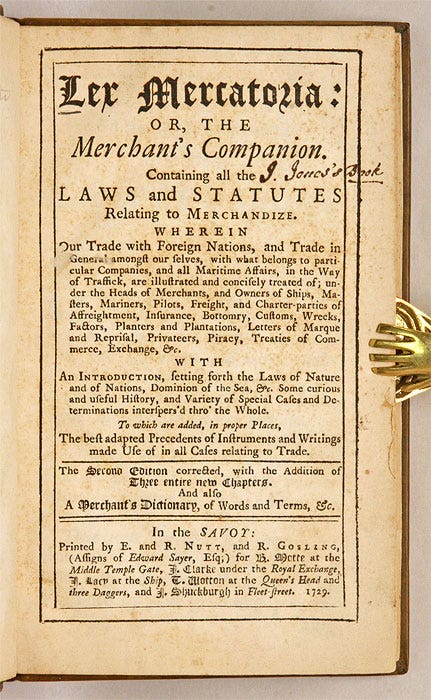 Lex Mercatoria:
OR, THE
Merchant's Companion.
Containing all the J. Jones's Book
LAWS and STATUTES
Relating to MERCHANDIZE.
WHEREIN
Our Trade with Foreign Nations, and Trade in
General amongst our selves, with what belongs to parti-
cular Companies, and all Maritime Affairs, in the Way
of Traffick, are illustrated and concisely treated of; un-
der the Heads of Merchants, and Owners of Ships, Ma-
sters, Mariners, Pilots, Freight, and Charter-parties of
Affreightment, Insurance, Bottomry, Customs, Wrecks,
Factors, Planters and Plantations, Letters of Marque
and Reprisal, Privateers, Piracy, Treaties of Com-
merce, Exchange, &c.
WITH
An INTRODUCTION, setting forth the Laws of Nature
and of Nations, Dominion of the Sea, &c. Some curious
and useful History, and Variety of Special Cases and De-
terminations interspers'd thro' the Whole.
To which are added, in proper Places,
The best adapted Precedents of Instruments and Writings
made Use of in all Cases relating to Trade.
The Second Edition corrected, with the Addition of
Three entire new Chapters.
And also
A Merchant's Dictionary, of Words and Terms, &c.
In the SAVOY:
Printed by E. and R. NUTT, and R. GOSLING,
(Assigns of Edward Sayer, Esq;) for B. Motte at the
Middle Temple Gate, J. Clarke under the Royal Exchange,
J. Lacy at the Ship, T. Wotton at the Queen's Head and
three Daggers, and J. Shuckburgh in Fleet-street. 1729.